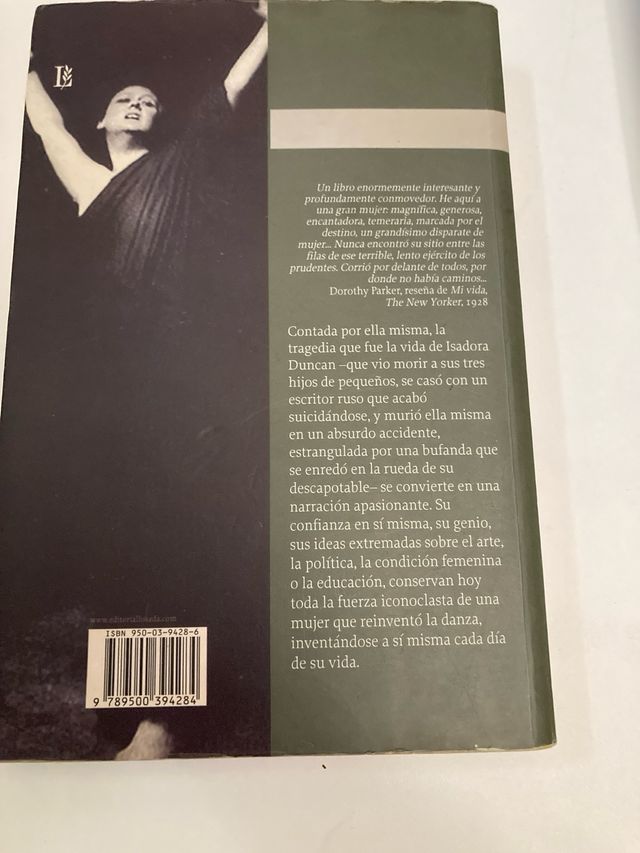 L
Un libro enormemente interesante y
profundamente conmovedor. He aquí a
una gran mujer: magnífica, generosa,
encantadora, temeraria, marcada por el
destino, un grandísimo disparate de
mujer... Nunca encontró su sitio entre las
filas de ese terrible, lento ejército de los
prudentes. Corrió por delante de todos, por
donde no había caminos...
Dorothy Parker, reseña de Mi vida,
The New Yorker, 1928
Contada por ella misma, la
tragedia que fue la vida de Isadora
Duncan –que vio morir a sus tres
hijos de pequeños, se casó con un
escritor ruso que acabó
suicidándose, y murió ella misma
en un absurdo accidente,
estrangulada por una bufanda que
se enredó en la rueda de su
descapotable– se convierte en una
narración apasionante. Su
confianza en sí misma, su genio,
sus ideas extremadas sobre el arte,
la política, la condición femenina
o la educación, conservan hoy
toda la fuerza iconoclasta de una
mujer que reinventó la danza,
inventándose a sí misma cada día
de su vida.
www.editoriallosada.com
ISBN 950-03-9428-6
9 789500 394284